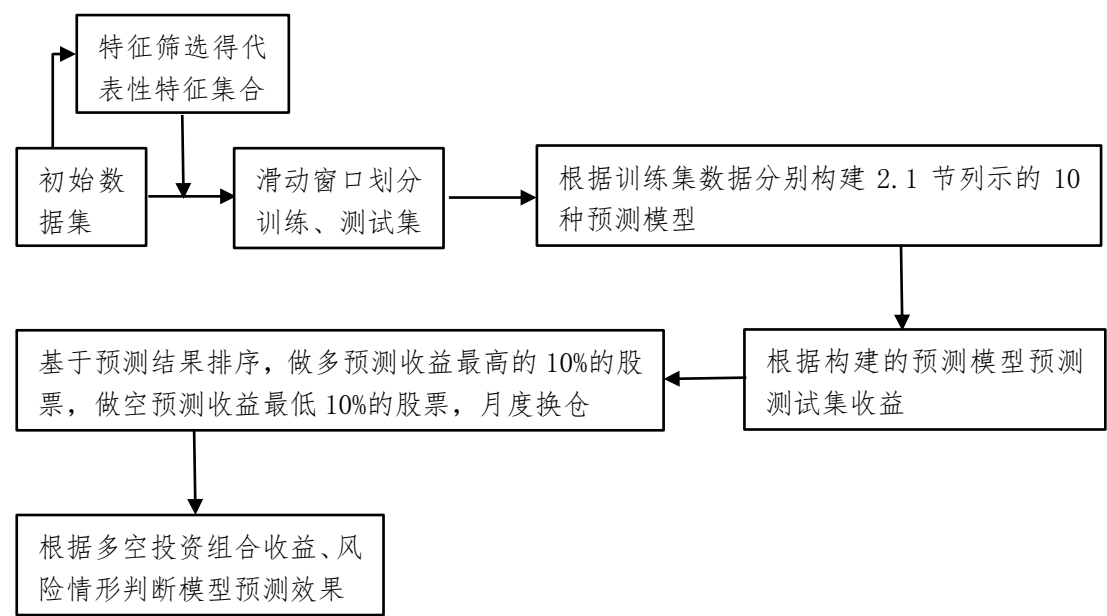 特征筛选得代
表性特征集合
初始数
据集
滑动窗口划分
训练、测试集
根据训练集数据分别构建 2.1 节列示的 10
种预测模型
根据构建的预测模型预测
测试集收益
基于预测结果排序，做多预测收益最高的 10%的股
票，做空预测收益最低 10%的股票，月度换仓
根据多空投资组合收益、风
险情形判断模型预测效果